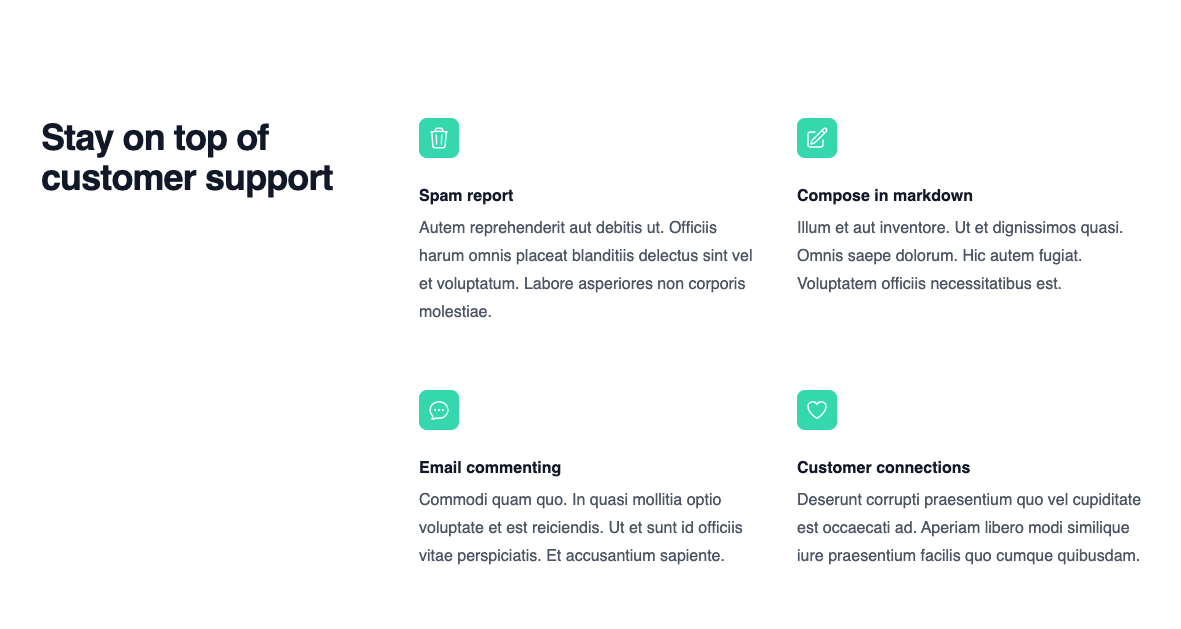 Stay on top of
customer support
Spam report
Autem reprehenderit aut debitis ut. Officiis
harum omnis placeat blanditiis delectus sint vel
et voluptatum. Labore asperiores non corporis
molestiae.
Compose in markdown
Illum et aut inventore. Ut et dignissimos quasi.
Omnis saepe dolorum. Hic autem fugiat.
Voluptatem officiis necessitatibus est.
Email commenting
Commodi quam quo. In quasi mollitia optio
voluptate et est reiciendis. Ut et sunt id officiis
vitae perspiciatis. Et accusantium sapiente.
Customer connections
Deserunt corrupti praesentium quo vel cupiditate
est occaecati ad. Aperiam libero modi similique
iure praesentium facilis quo cumque quibusdam.